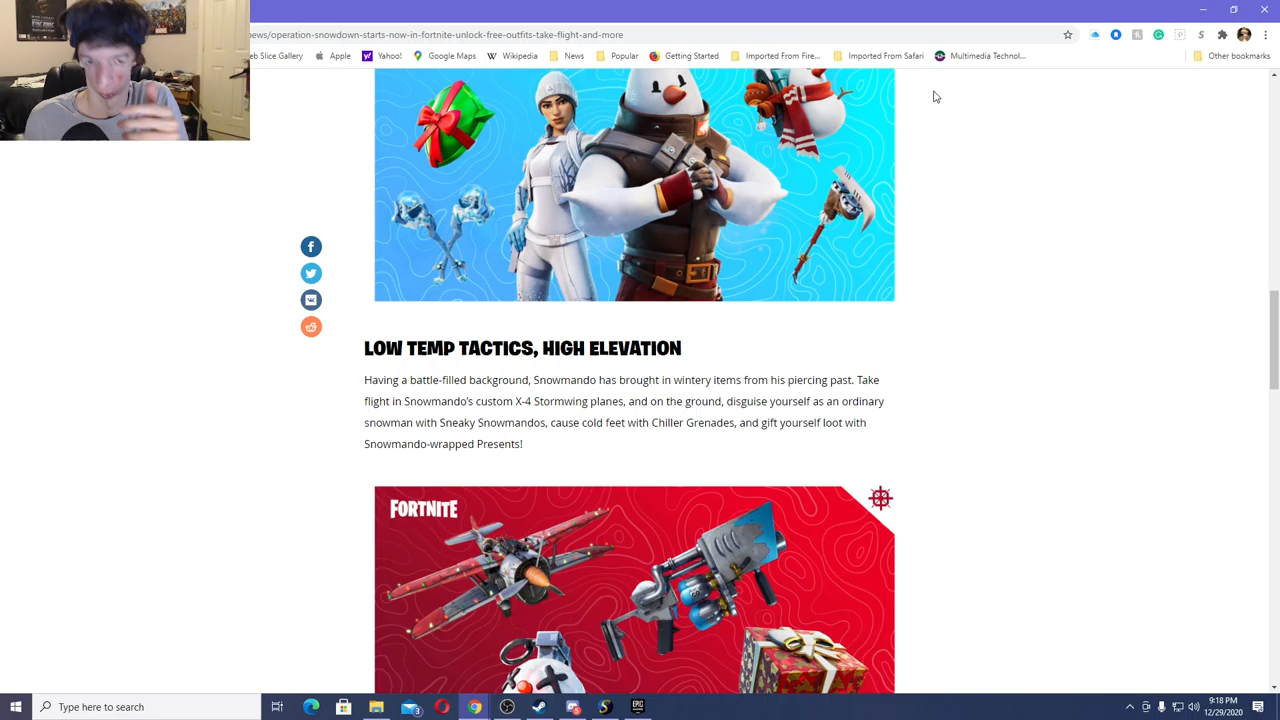 news/operation-snowdown-starts-now-in-fortnite-unlock-free-outfits-take-flight-and-more
eb Slice Gallery Apple Yahoo! Google Maps Wikipedia News Popular Getting Started Imported From Fire... Imported From Safari Multimedia Technol... Other bookmarks
LOW TEMP TACTICS, HIGH ELEVATION
Having a battle-filled background, Snowmando has brought in wintery items from his piercing past. Take
flight in Snowmando’s custom X-4 Stormwing planes, and on the ground, disguise yourself as an ordinary
snowman with Sneaky Snowmandos, cause cold feet with Chiller Grenades, and gift yourself loot with
Snowmando-wrapped Presents!
FORTNITE
Type here to search
3
5
EPIC GAMES
9:18 PM
12/29/2020